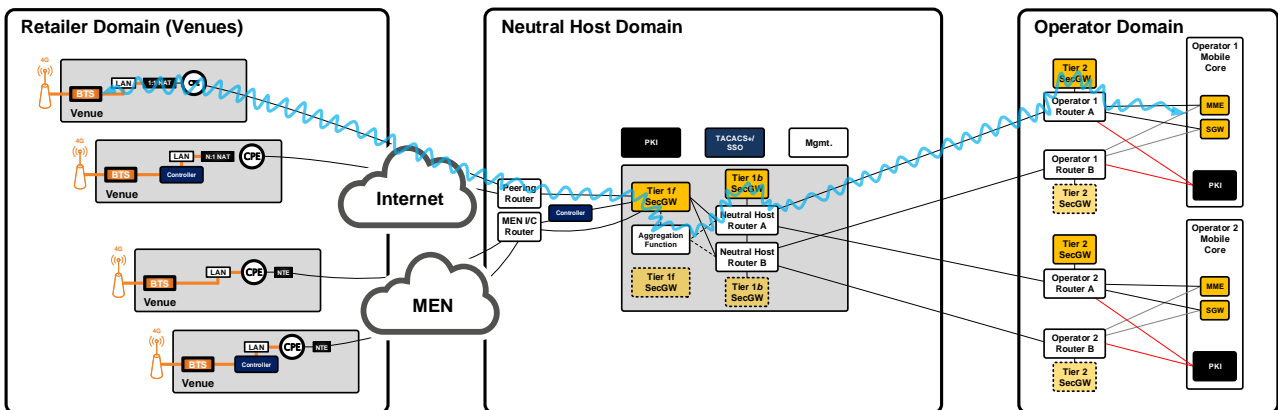 Retailer Domain (Venues)
4G
BTS
LAN
1:1 NAT
CPE
Venue
4G
BTS
LAN
N:1 NAT
Controller
CPE
Venue
4G
BTS
LAN
CPE
NTE
Venue
4G
BTS
LAN
Controller
CPE
NTE
Venue
Internet
MEN
Neutral Host Domain
Peering
Router
MEN I/C
Router
Controller
PKI
TACACS+/
SSO
Mgmt.
Tier 1f
SecGW
Tier 1b
SecGW
Aggregation
Function
Neutral Host
Router A
Neutral Host
Router B
Tier 1f
SecGW
Tier 1b
SecGW
Operator Domain
Tier 2
SecGW
Operator 1
Router A
Operator 1
Router B
Tier 2
SecGW
Operator 1
Mobile
Core
MME
SGW
PKI
Tier 2
SecGW
Operator 2
Router A
Operator 2
Router B
Tier 2
SecGW
Operator 2
Mobile
Core
MME
SGW
PKI